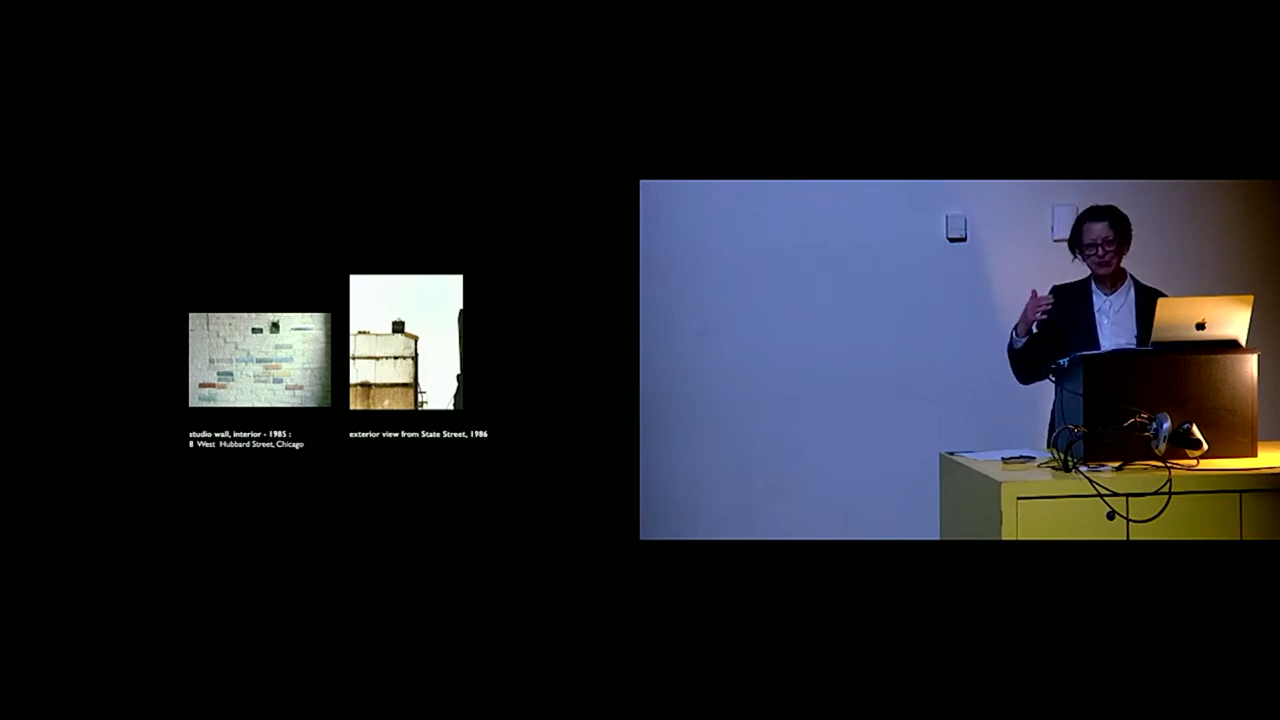 studio wall, interior - 1985 :
8 West Hubbard Street, Chicago
exterior view from State Street, 1986